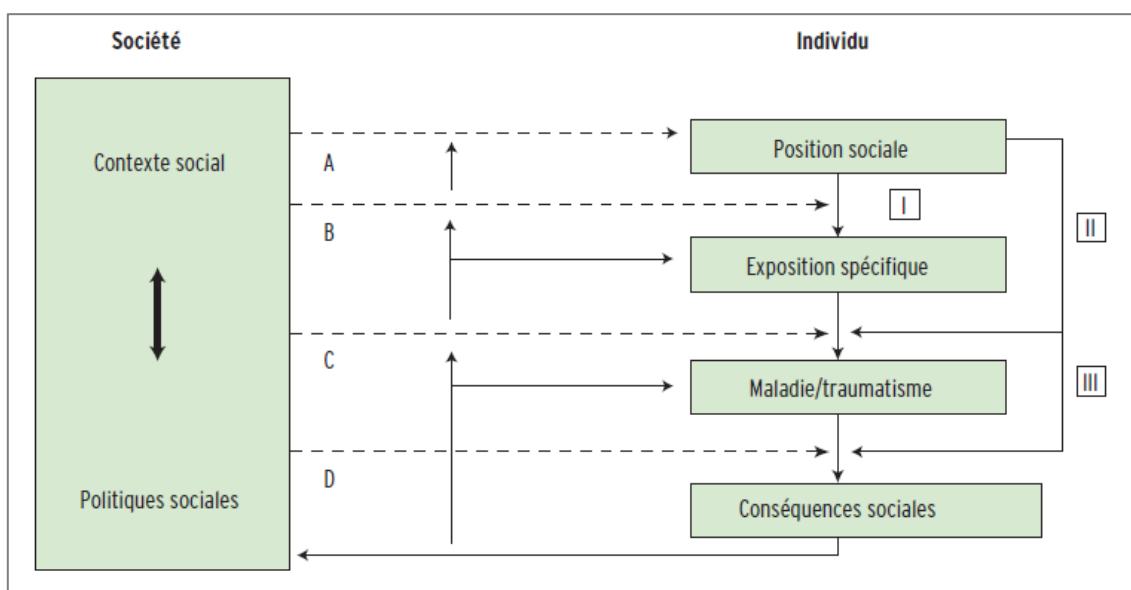 Société
Individu
Contexte social
Politiques sociales
A
B
C
D
Position sociale
I
II
Exposition spécifique
Maladie/traumatisme
III
Conséquences sociales